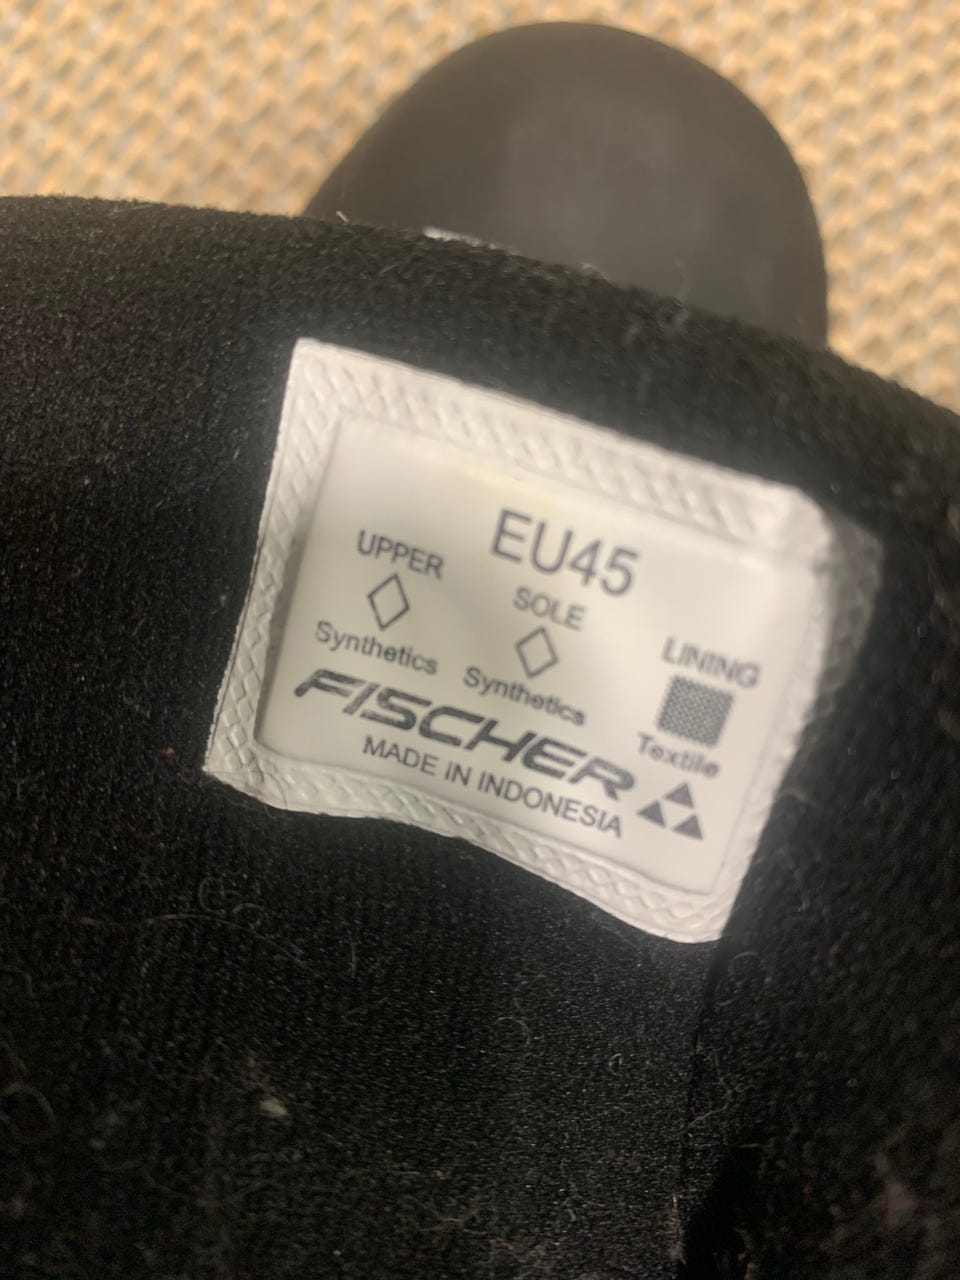 EU45
UPPER
SOLE
LINING
Synthetics
Synthetics
Textile
FISCHER
MADE IN INDONESIA